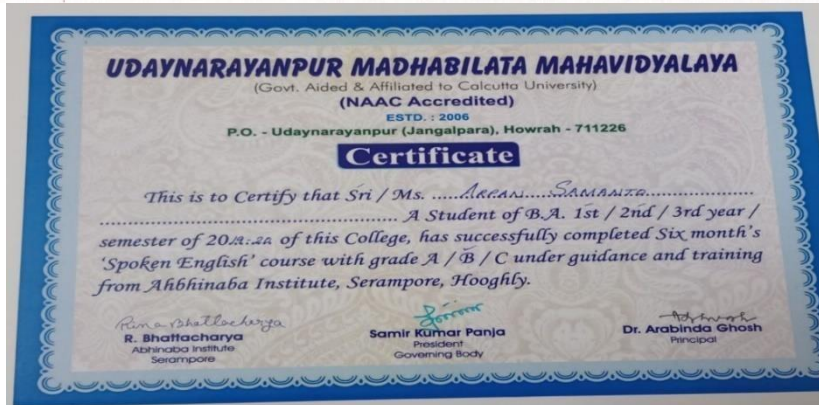 UDAYNARAYANPUR MADHABILATA MAHAVIDYALAYA
(Govt. Aided & Affiliated to Calcutta University)
(NAAC Accredited)
ESTD. : 2006
P.O. - Udaynarayanpur (Jangalpara), Howrah - 711226
Certificate
This is to Certify that Sri / Ms. .....ARPAN.....SAMANTA.....................
............................................... A Student of B.A. 1st / 2nd / 3rd year /
semester of 20 of this College, has successfully completed Six month's
'Spoken English' course with grade A / B / C under guidance and training
from Ahbhinaba Institute, Serampore, Hooghly.
Rina Bhattacherya
R. Bhattacharya
Abhinaba Institute
Serampore
Samir Kumar Panja
President
Governing Body
Dr. Arabinda Ghosh
Principal